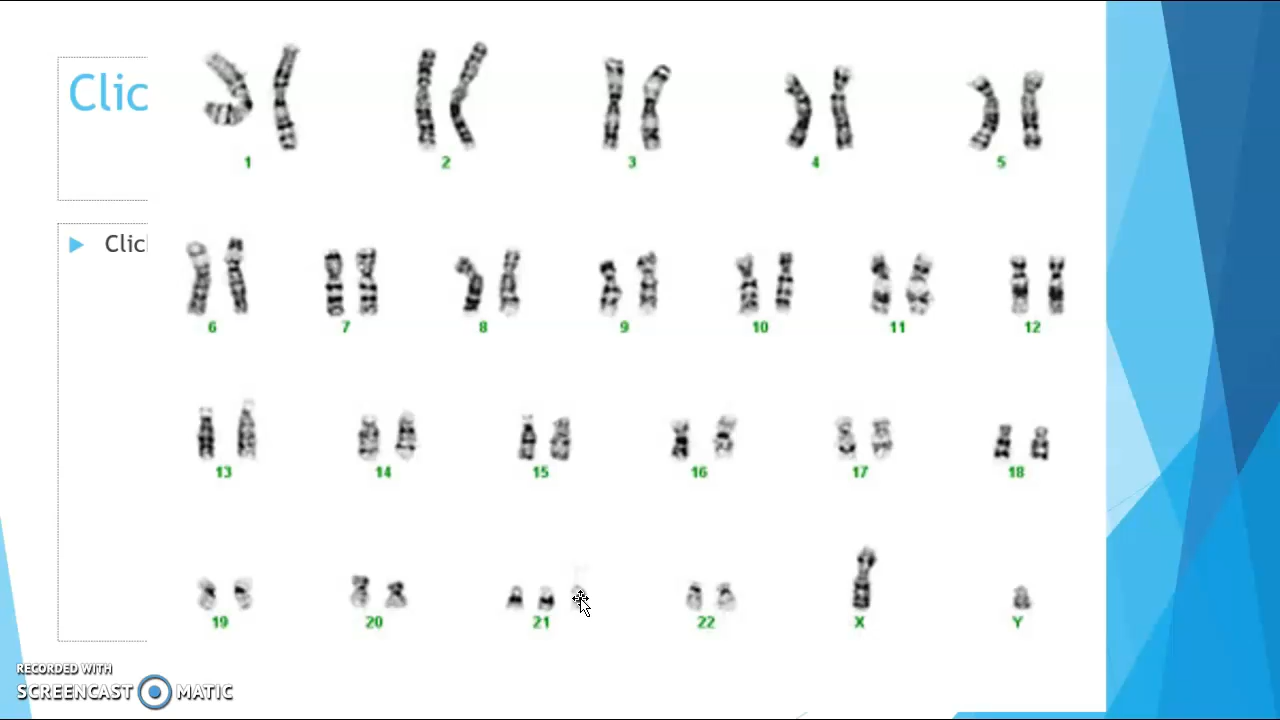 Clic
1 2 3 4 5
Clic
6 7 8 9 10 11 12
13 14 15 16 17 18
19 20 21 22 X Y
RECORDED WITH
SCREENCAST MATIC